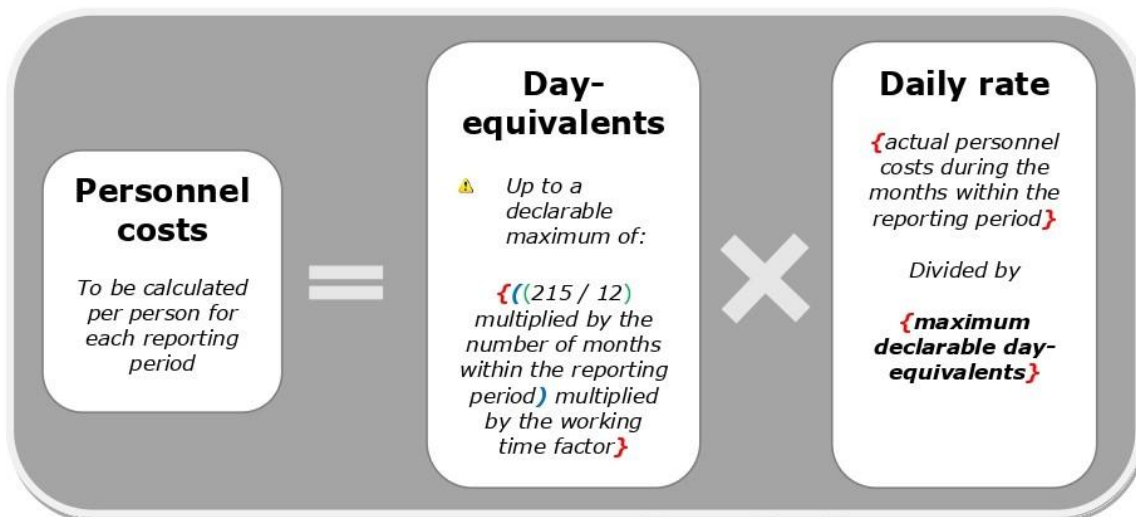 Personnel
costs
To be calculated
per person for
each reporting
period
=
Day-
equivalents
Up to a
declarable
maximum of:
{((215 / 12)
multiplied by the
number of months
within the reporting
period) multiplied
by the working
time factor}
×
Daily rate
{actual personnel
costs during the
months within the
reporting period}
Divided by
{maximum
declarable day-
equivalents}